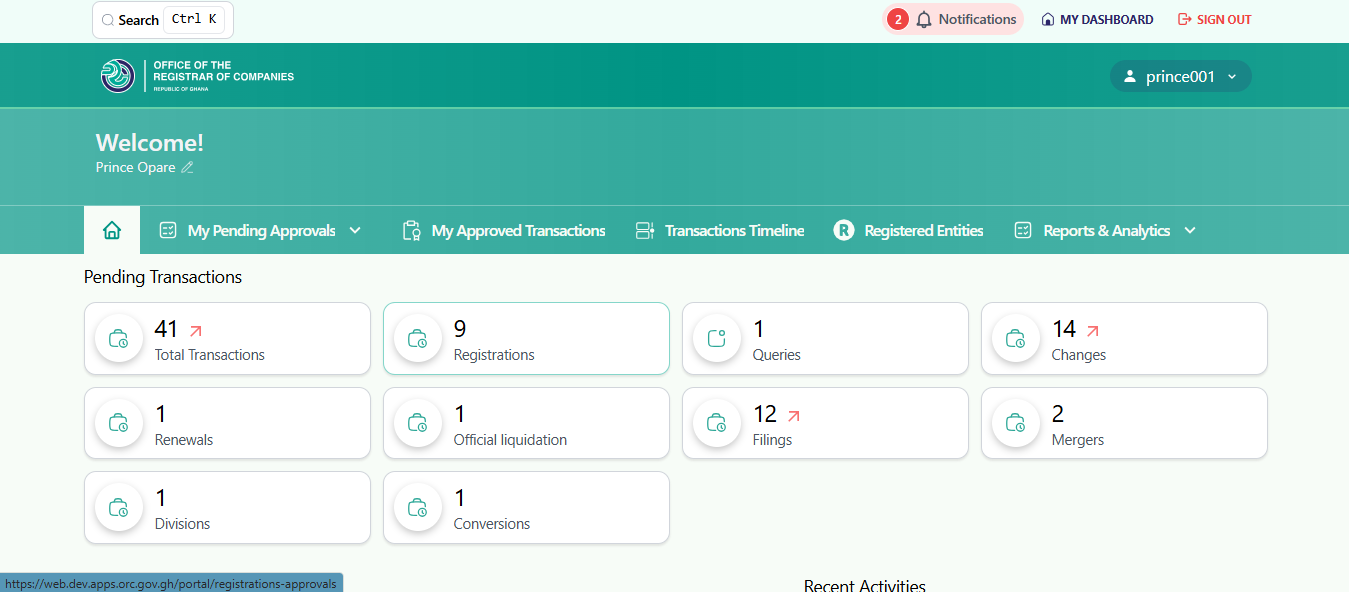 Search Ctrl K
2 Notifications MY DASHBOARD SIGN OUT
OFFICE OF THE
REGISTRAR OF COMPANIES
REPUBLIC OF GHANA
prince001
Welcome!
Prince Opare
My Pending Approvals My Approved Transactions Transactions Timeline R Registered Entities Reports & Analytics
Pending Transactions
41
Total Transactions
9
Registrations
1
Queries
14
Changes
1
Renewals
1
Official liquidation
12
Filings
2
Mergers
1
Divisions
1
Conversions
https://web.dev.apps.orc.gov.gh/portal/registrations-approvals
Recent Activities